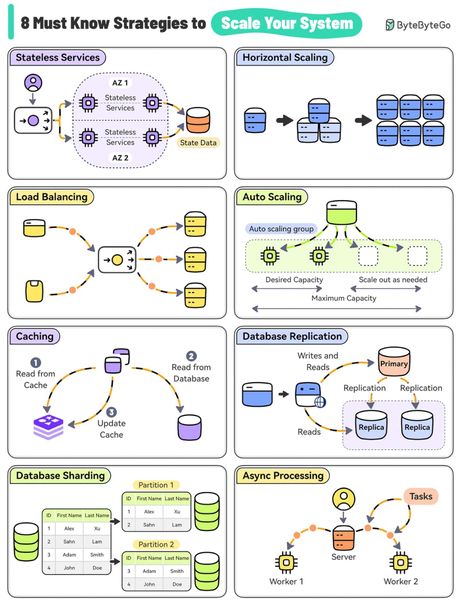 8 Must Know Strategies to Scale Your System
ByteByteGo
Stateless Services
AZ 1
Stateless
Services
Stateless
Services
AZ 2
State Data
Horizontal Scaling
Load Balancing
Auto Scaling
Auto scaling group
Desired Capacity
Scale out as needed
Maximum Capacity
Caching
1
Read from
Cache
2
Read from
Database
3
Update
Cache
Database Replication
Writes and
Reads
Primary
Replication
Replication
Reads
Replica
Replica
Database Sharding
ID First Name Last Name
1 Alex Xu
2 Sahn Lam
3 Adam Smith
4 John Doe
Partition 1
ID First Name Last Name
1 Alex Xu
2 Sahn Lam
Partition 2
ID First Name Last Name
3 Adam Smith
4 John Doe
Async Processing
Tasks
Server
Worker 1
Worker 2